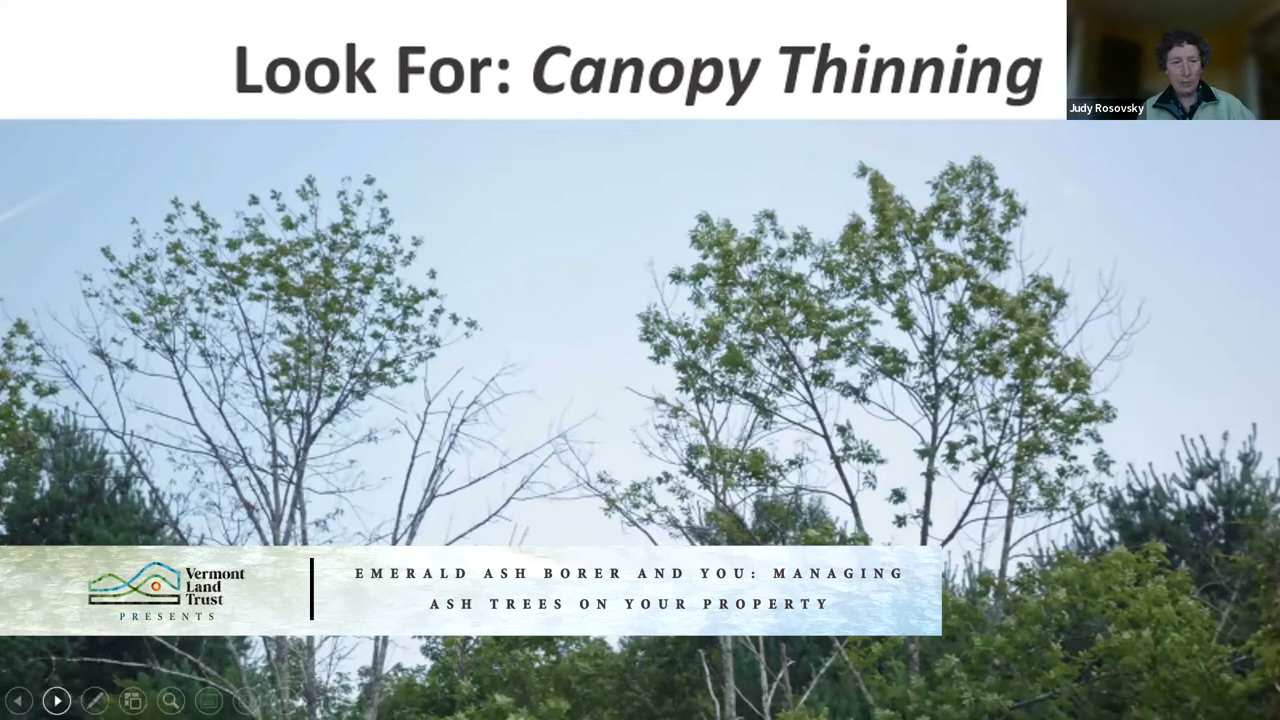 Look For: Canopy Thinning
Judy Rosovsky
Vermont
Land
Trust
PRESENTS
EMERALD ASH BORER AND YOU: MANAGING
ASH TREES ON YOUR PROPERTY